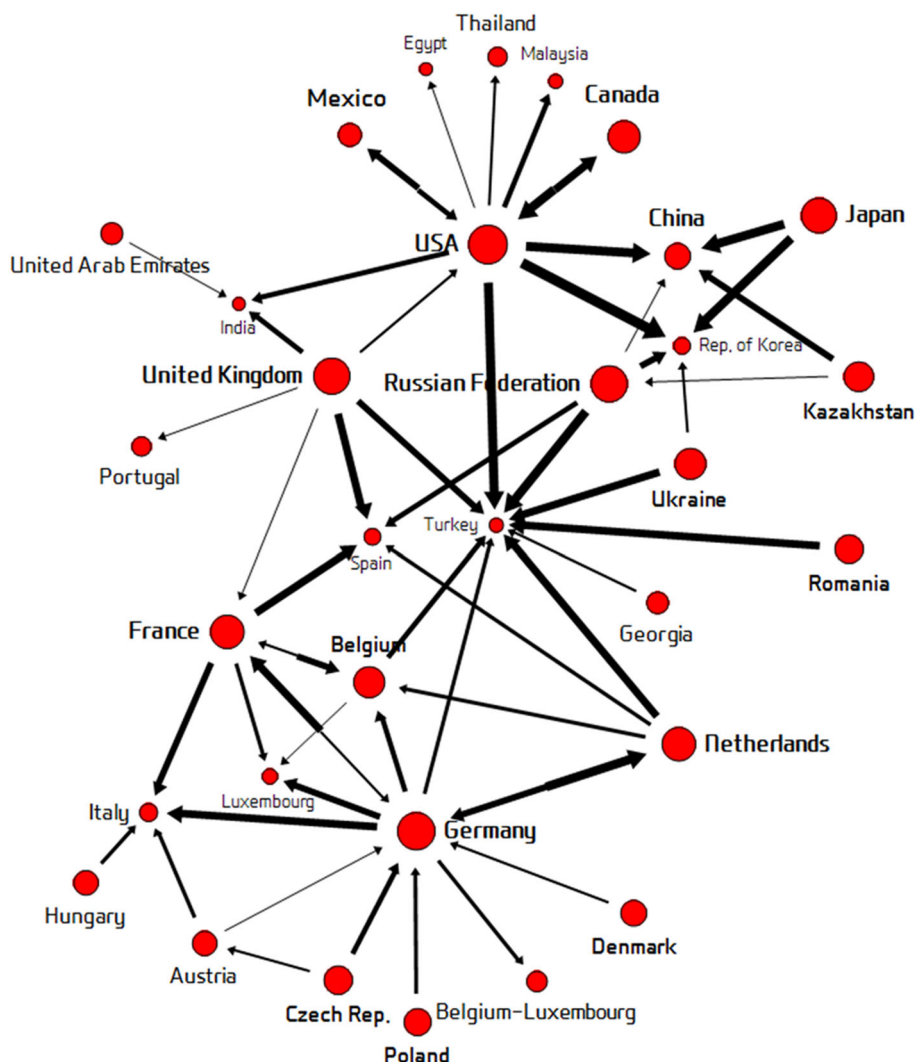 Thailand
Egypt
Malaysia
Mexico
Canada
China
Japan
USA
United Arab Emirates
India
Rep. of Korea
United Kingdom
Russian Federation
Kazakhstan
Portugal
Ukraine
Turkey
Spain
Romania
France
Georgia
Belgium
Netherlands
Luxembourg
Italy
Germany
Hungary
Denmark
Austria
Czech Rep.
Belgium-Luxembourg
Poland